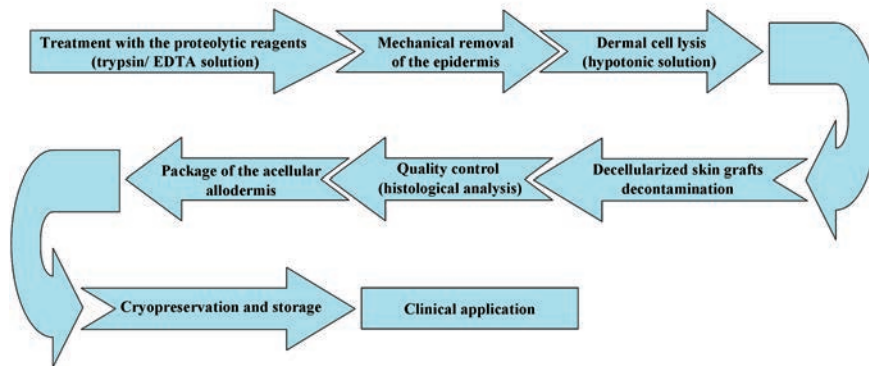 Treatment with the proteolytic reagents
(trypsin/ EDTA solution)
Mechanical removal
of the epidermis
Dermal cell lysis
(hypotonic solution)
Decellularized skin grafts
decontamination
Quality control
(histological analysis)
Package of the acellular
allodermis
Cryopreservation and storage
Clinical application